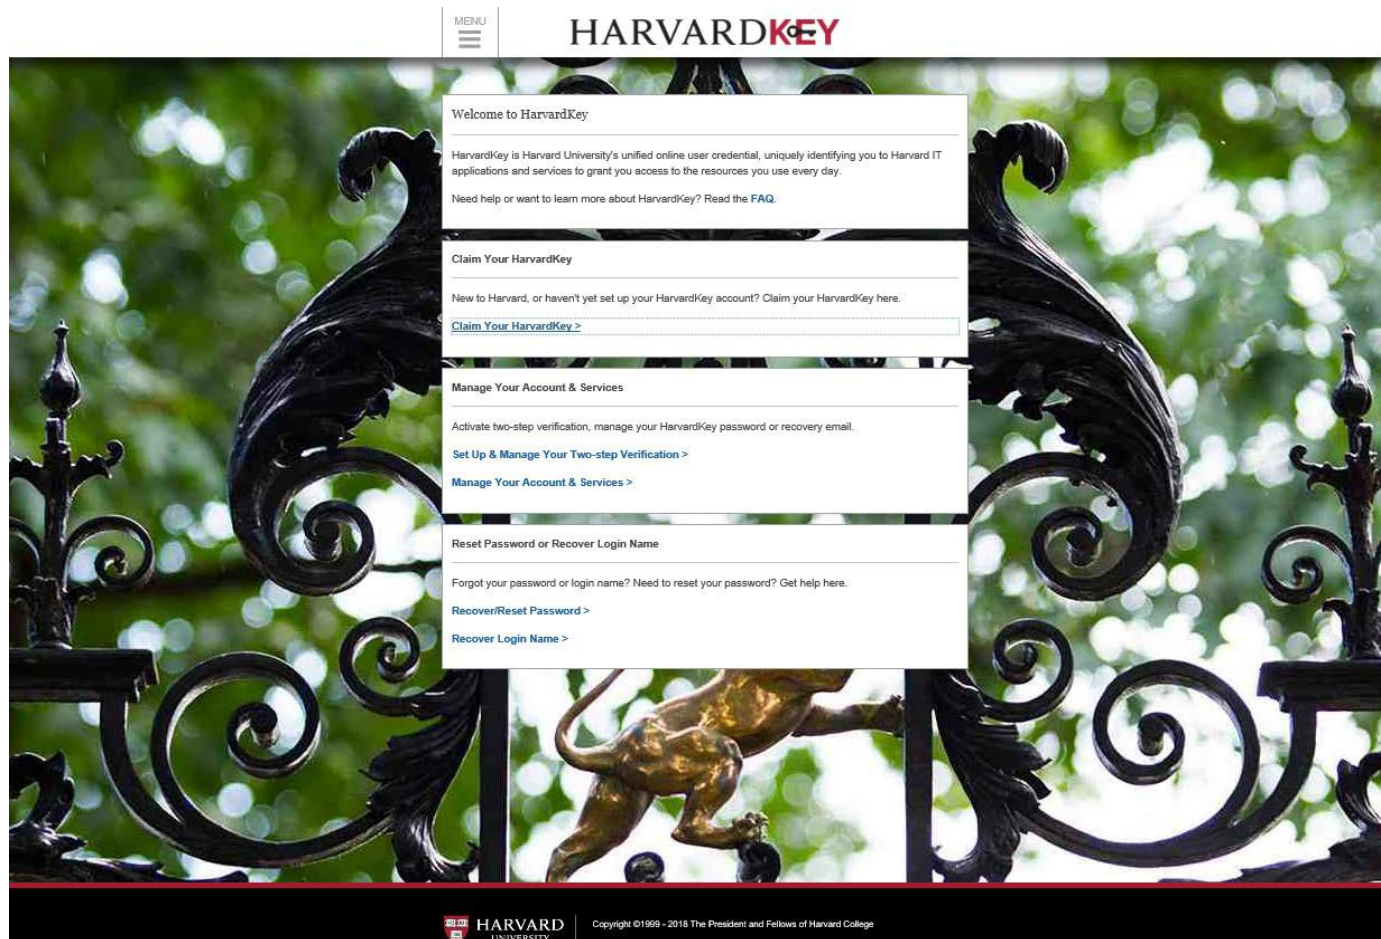 MENU
HARVARDKEY
Welcome to HarvardKey
HarvardKey is Harvard University's unified online user credential, uniquely identifying you to Harvard IT
applications and services to grant you access to the resources you use every day.
Need help or want to learn more about HarvardKey? Read the FAQ.
Claim Your HarvardKey
New to Harvard, or haven't yet set up your HarvardKey account? Claim your HarvardKey here.
Claim Your HarvardKey >
Manage Your Account & Services
Activate two-step verification, manage your HarvardKey password or recovery email.
Set Up & Manage Your Two-step Verification >
Manage Your Account & Services >
Reset Password or Recover Login Name
Forgot your password or login name? Need to reset your password? Get help here.
Recover/Reset Password >
Recover Login Name >
HARVARD
UNIVERSITY
Copyright ©1999 - 2018 The President and Fellows of Harvard College